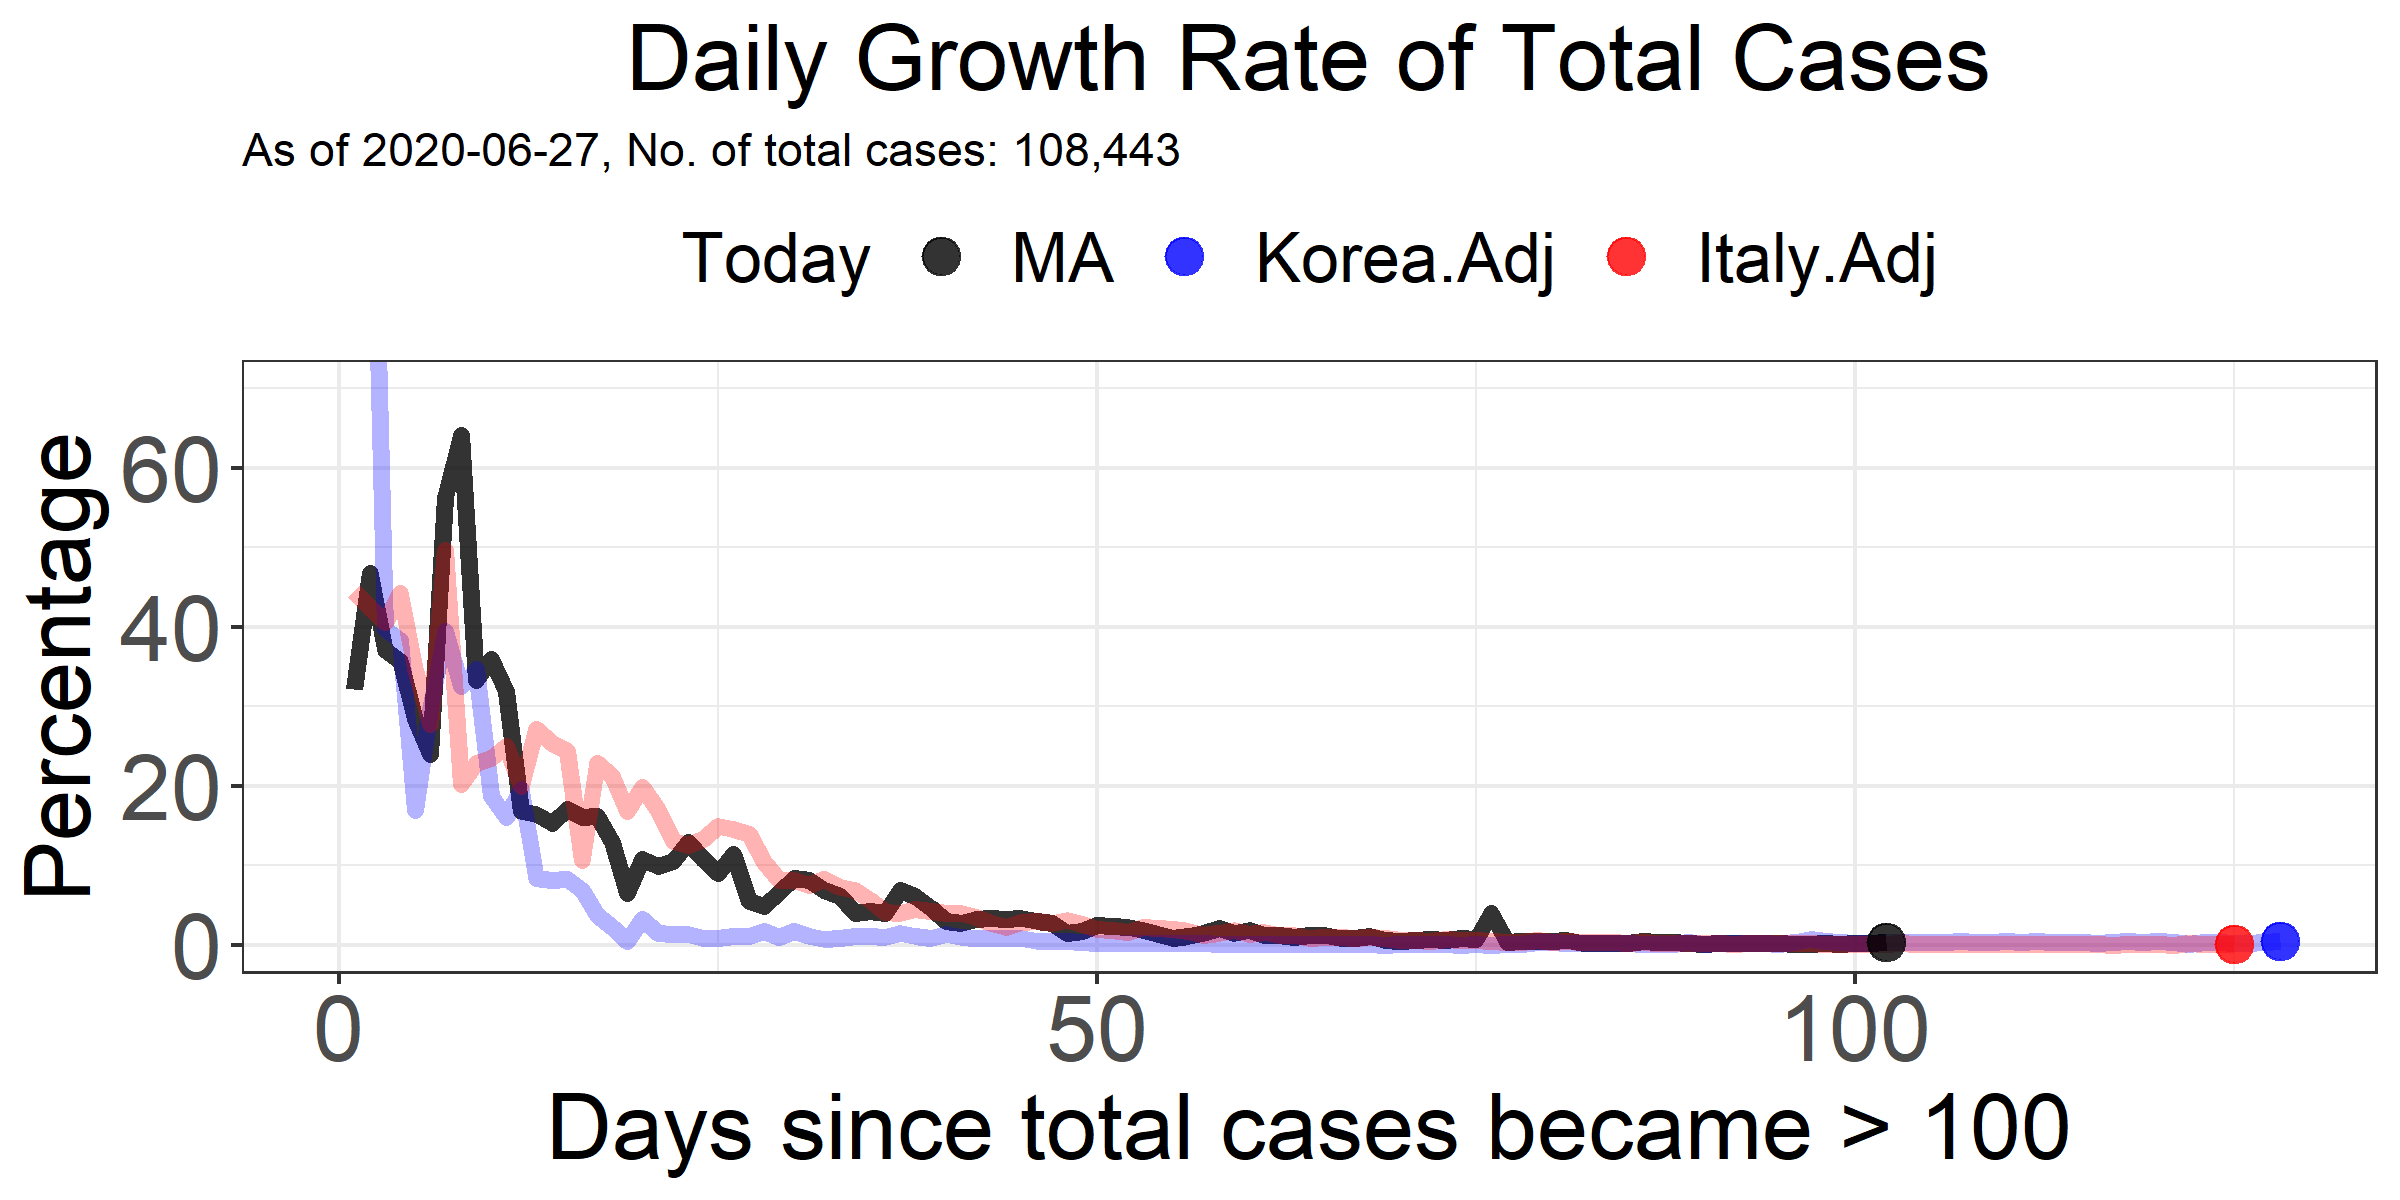 Daily Growth Rate of Total Cases
As of 2020-06-27, No. of total cases: 108,443
Today MA Korea.Adj Italy.Adj
Percentage
60
40
20
0
0 50 100
Days since total cases became > 100